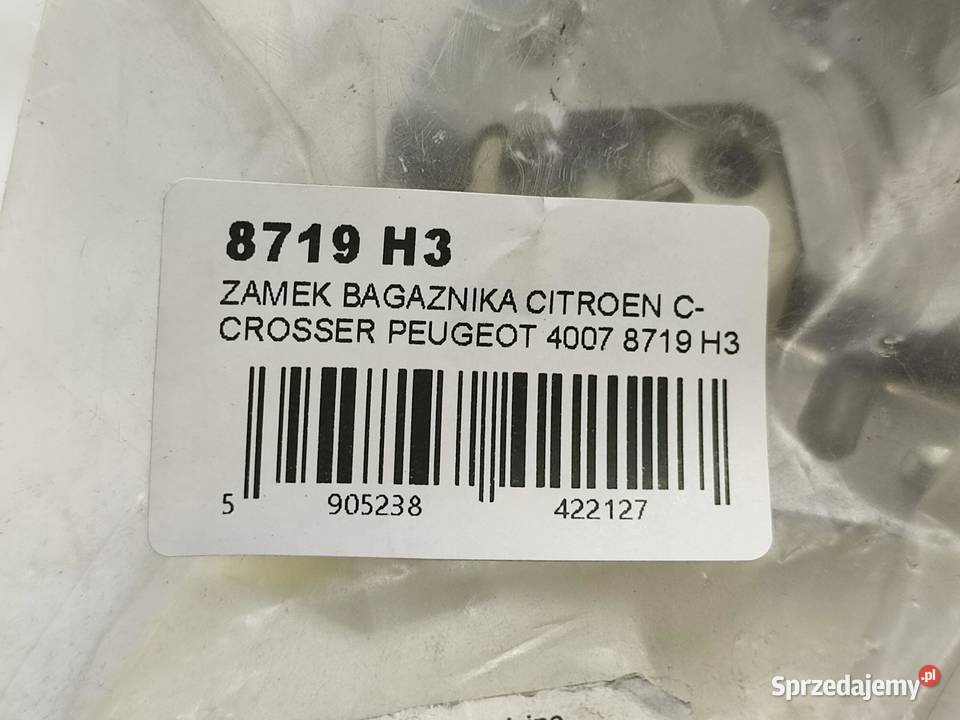 8719 H3
ZAMEK BAGAZNIKA CITROEN C-
CROSSER PEUGEOT 4007 8719 H3
5 905238 422127
Sprzedajemy.pl